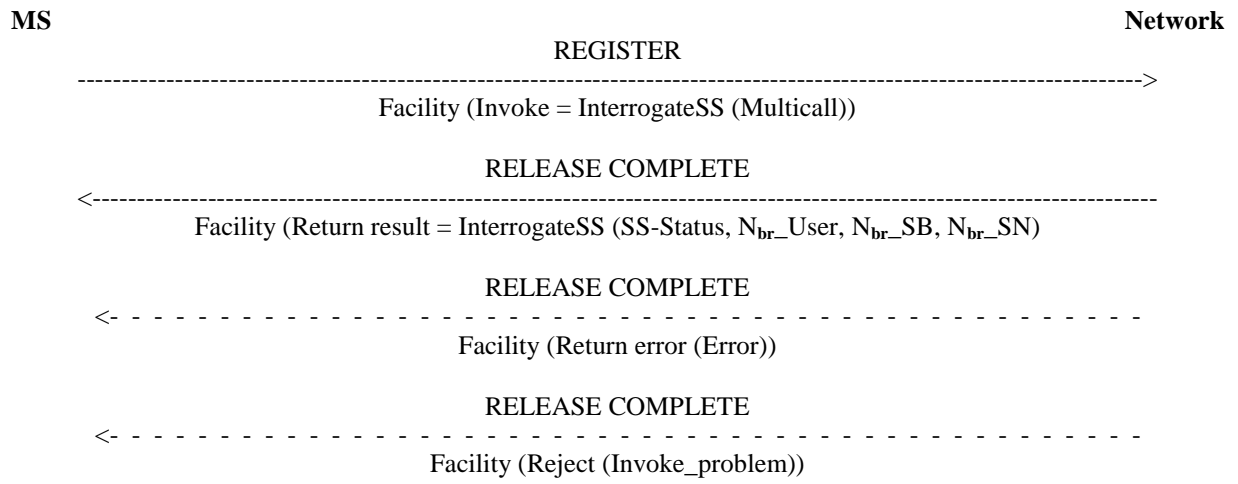 MS Network
REGISTER
Facility (Invoke = InterrogateSS (Multicall))
RELEASE COMPLETE
Facility (Return result = InterrogateSS (SS-Status, Nbr_User, Nbr_SB, Nbr_SN)
RELEASE COMPLETE
Facility (Return error (Error))
RELEASE COMPLETE
Facility (Reject (Invoke_problem))